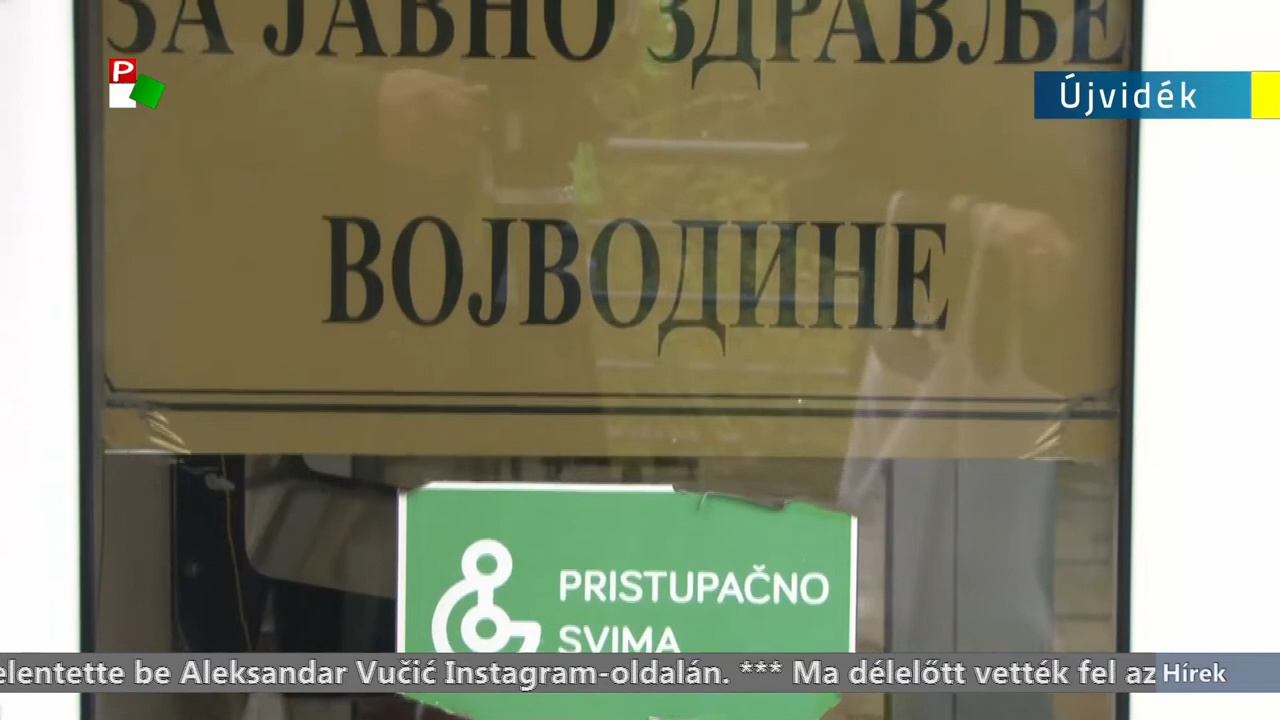 ЗА ЈАВНО ЗДРАВЉЕ
P
Újvidék
ВОЈВОДИНЕ
PRISTUPAČNO
SVIMA
elentette be Aleksandar Vučić Instagram-oldalán. *** Ma délelőtt vették fel az
Hírek